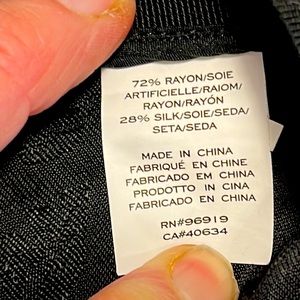 72% RAYON/SOIE
ARTIFICIELLE/RAIOM/
RAYON/RAYÓN
28% SILK/SOIE/SEDA/
SETA/SEDA
MADE IN CHINA
FABRIQUÉ EN CHINE
FABRICADO EM CHINA
PRODOTTO IN CINA
FABRICADO EN CHINA
RN#96919
CA#40634